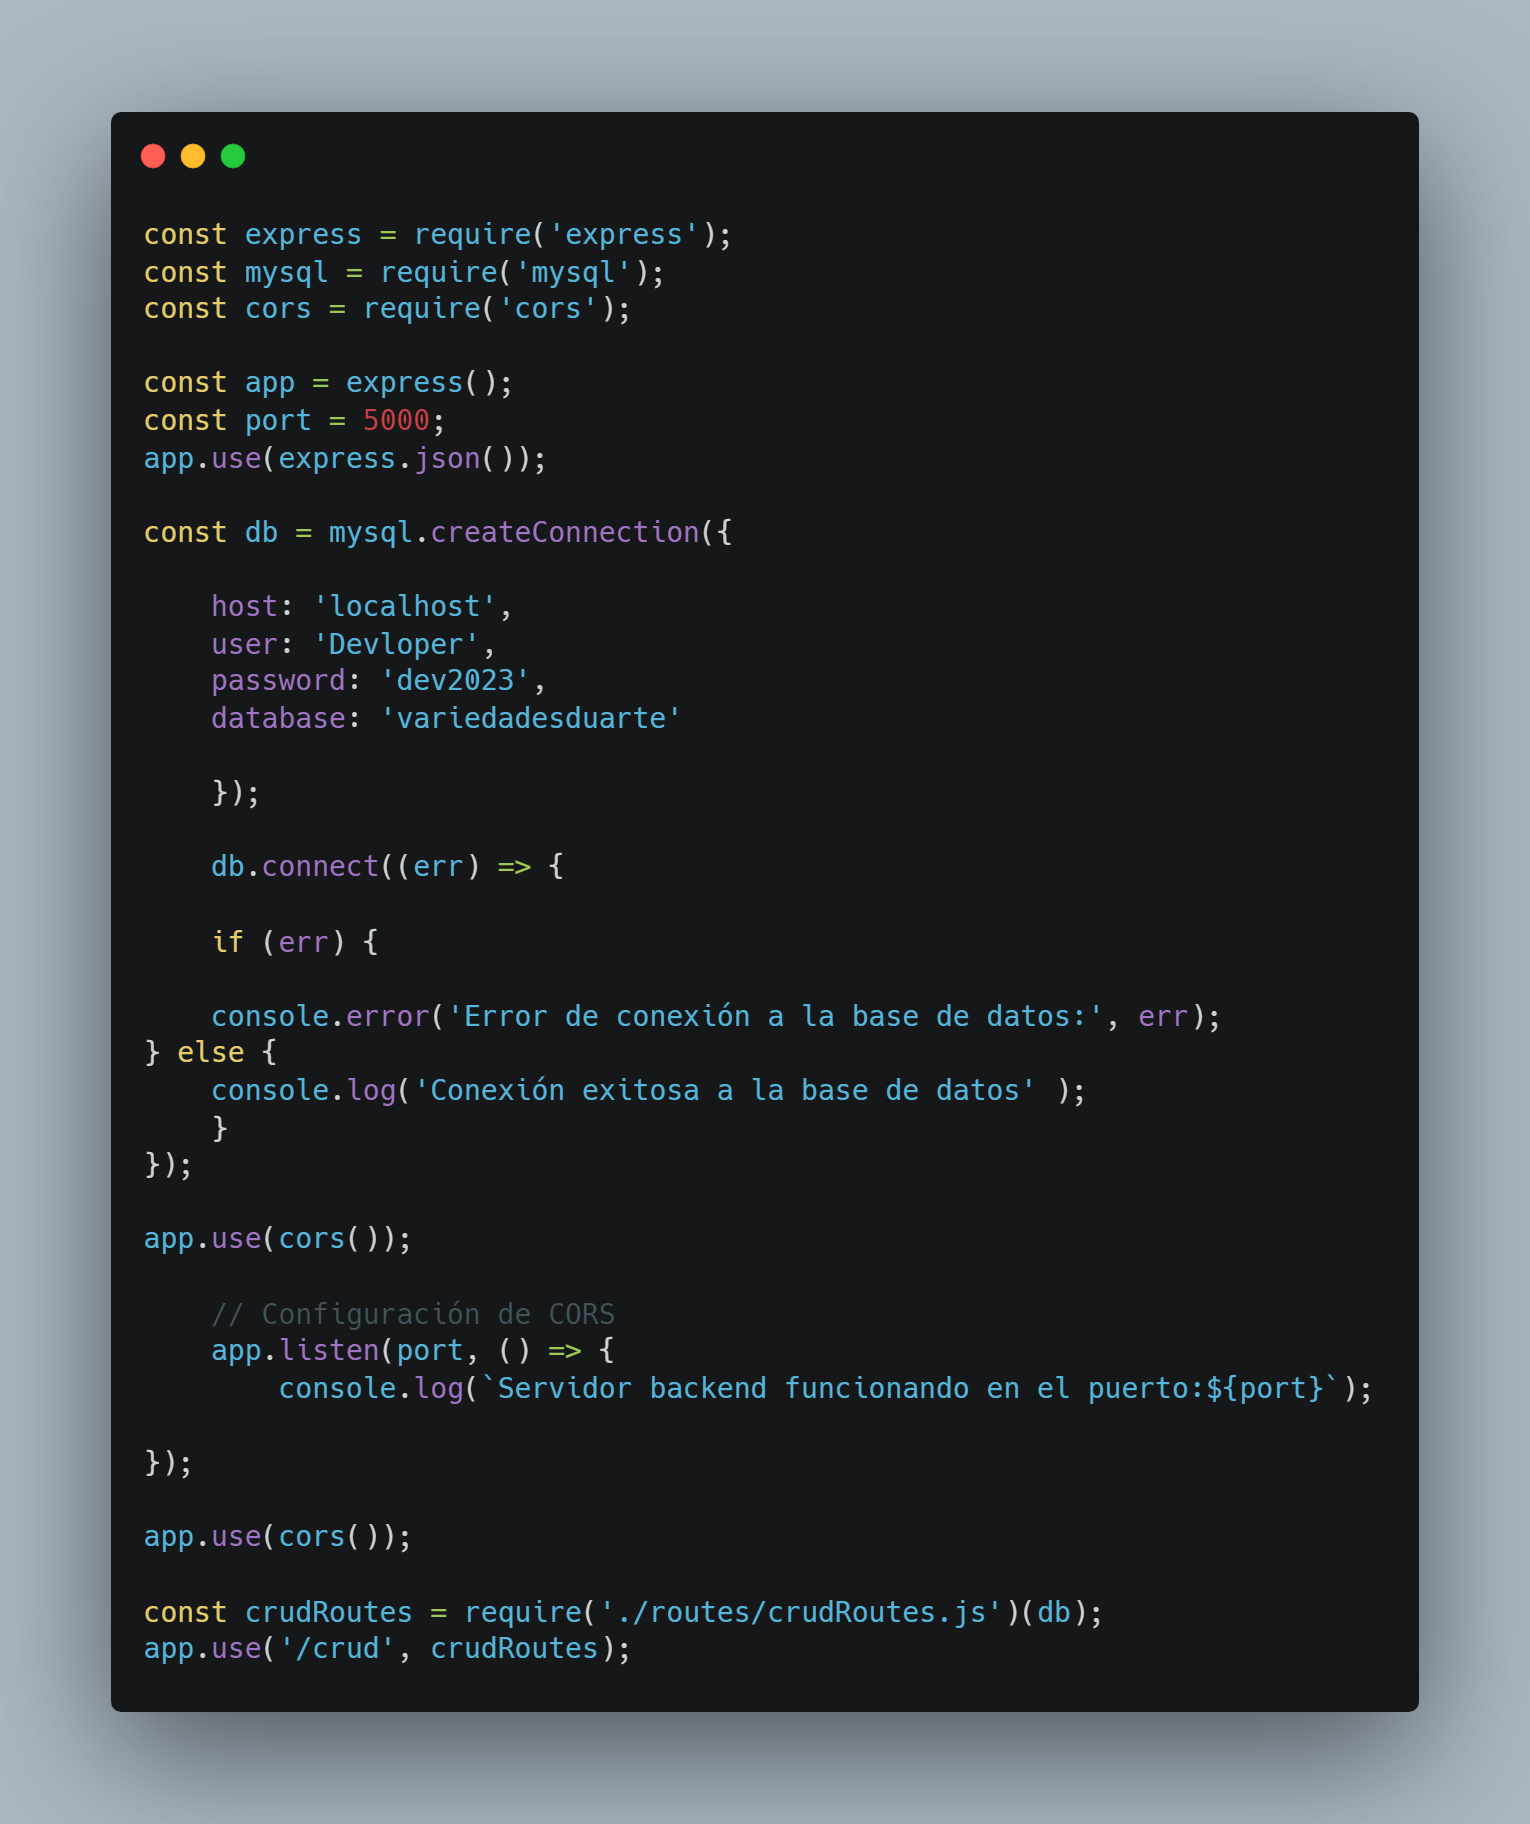 const express = require('express');
const mysql = require('mysql');
const cors = require('cors');

const app = express();
const port = 5000;
app.use(express.json());

const db = mysql.createConnection({

    host: 'localhost',
    user: 'Devloper',
    password: 'dev2023',
    database: 'variedadesduarte'

    });

    db.connect((err) => {

    if (err) {

    console.error('Error de conexión a la base de datos:', err);
} else {
    console.log('Conexión exitosa a la base de datos' );
    }
});

app.use(cors());

    // Configuración de CORS
    app.listen(port, () => {
        console.log(`Servidor backend funcionando en el puerto:${port}`);

});

app.use(cors());

const crudRoutes = require('./routes/crudRoutes.js')(db);
app.use('/crud', crudRoutes);